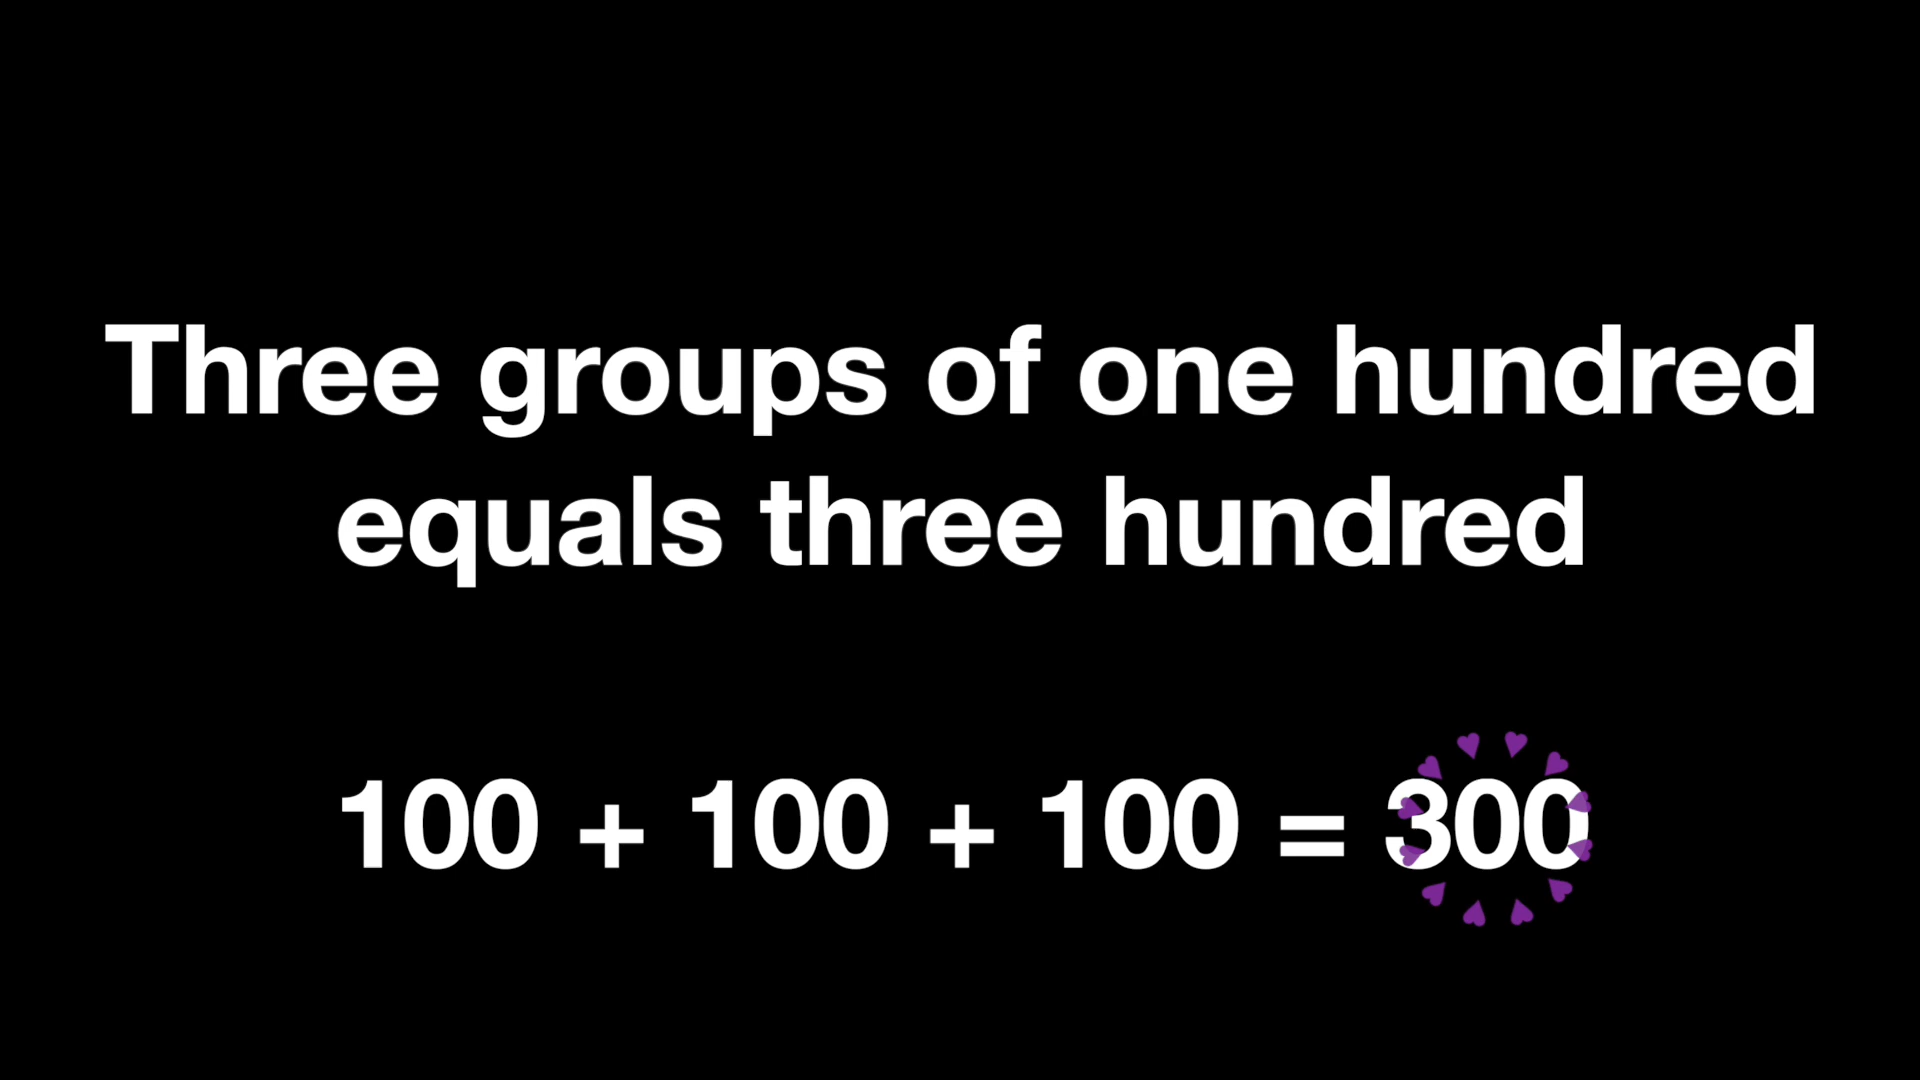 Three groups of one hundred
equals three hundred
100 + 100 + 100 = 300